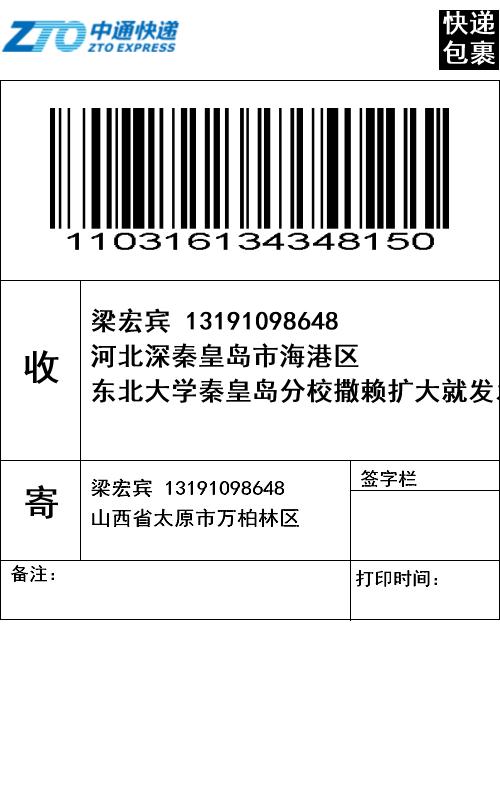 ZTO 中通快递
ZTO EXPRESS
快递
包裹
110316134348150
收
梁宏宾 13191098648
河北深秦皇岛市海港区
东北大学秦皇岛分校撒赖扩大就发
寄
梁宏宾 13191098648
山西省太原市万柏林区
签字栏
备注：
打印时间：